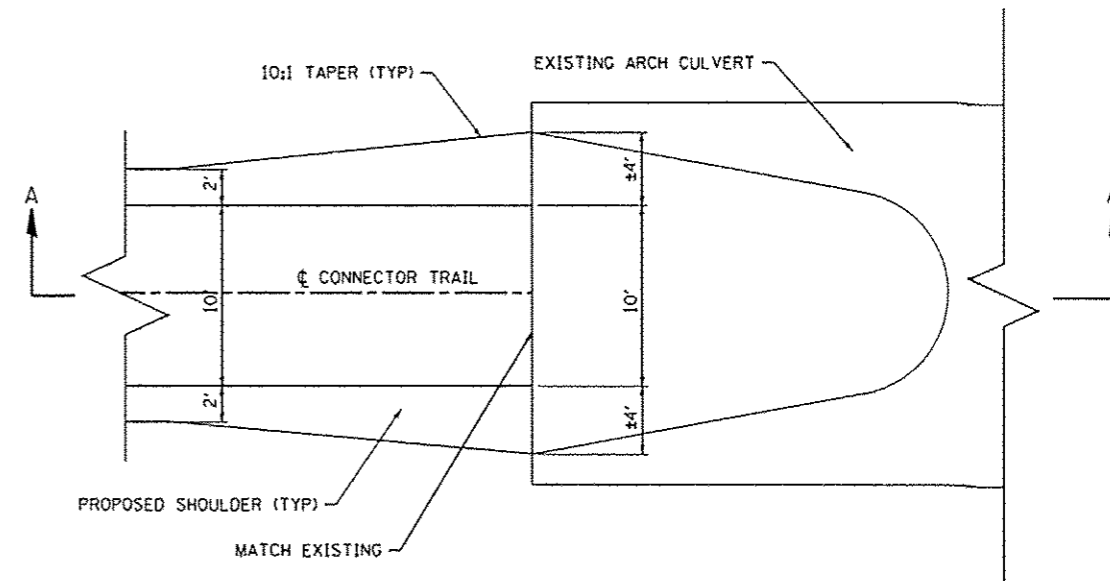 10:1 TAPER (TYP)
EXISTING ARCH CULVERT
A
2'
±4'
℄ CONNECTOR TRAIL
10'
10'
2'
±4'
PROPOSED SHOULDER (TYP)
MATCH EXISTING